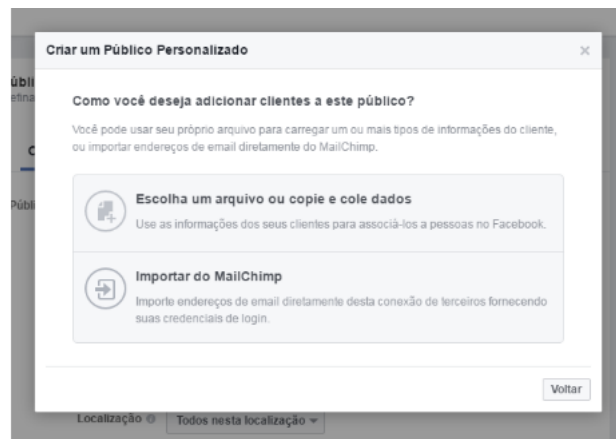 Criar um Público Personalizado
Como você deseja adicionar clientes a este público?
Você pode usar seu próprio arquivo para carregar um ou mais tipos de informações do cliente,
ou importar endereços de email diretamente do MailChimp.
Escolha um arquivo ou copie e cole dados
Use as informações dos seus clientes para associá-los a pessoas no Facebook.
Importar do MailChimp
Importe endereços de email diretamente desta conexão de terceiros fornecendo
suas credenciais de login.
Voltar
Localização
Todos nesta localização